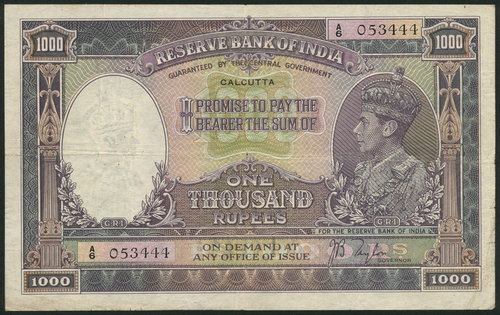 1000
A/6 053444
1000
RESERVE BANK OF INDIA
GUARANTEED BY THE CENTRAL GOVERNMENT
CALCUTTA
I PROMISE TO PAY THE
BEARER THE SUM OF
ONE
THOUSAND
RUPEES
G·R·I
G·R·I
FOR THE RESERVE BANK OF INDIA
A/6 053444
ON DEMAND AT
ANY OFFICE OF ISSUE
JB Taylor
GOVERNOR
1000
1000